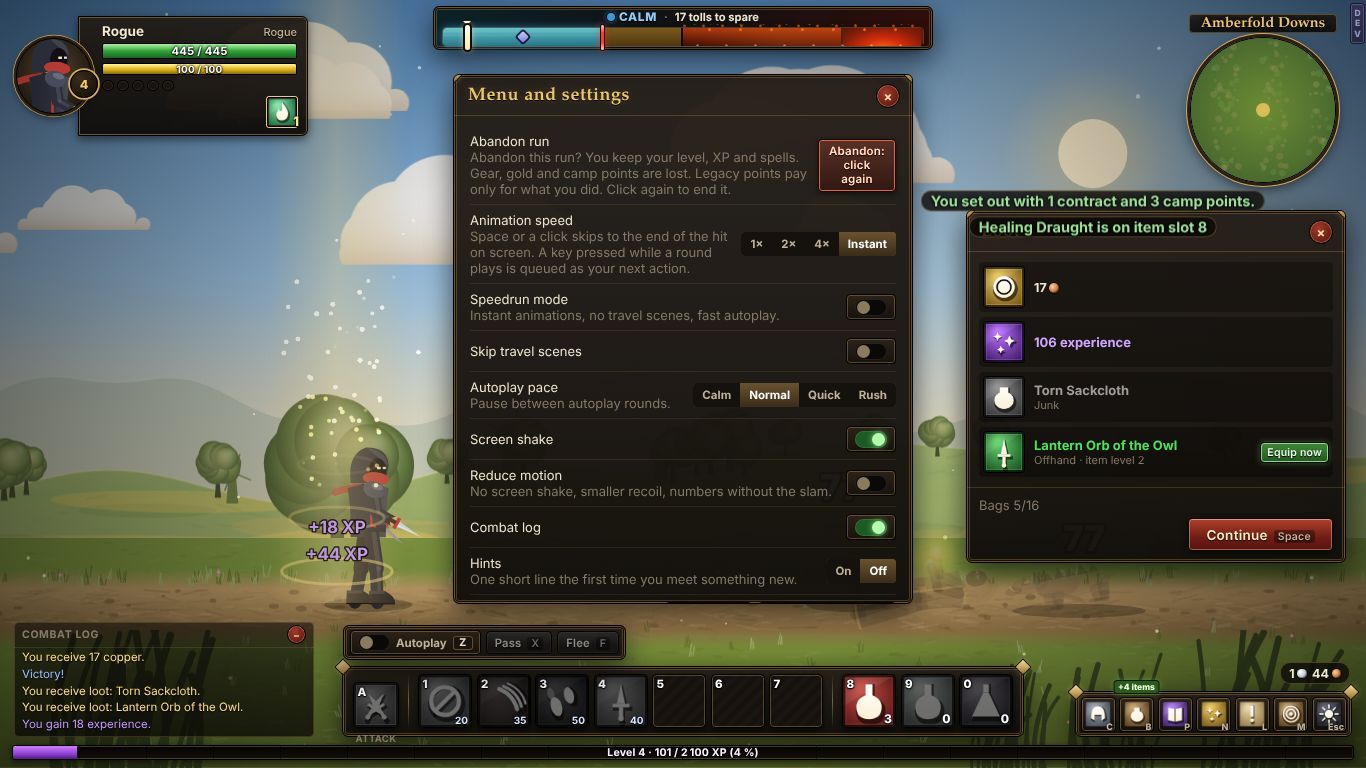 Rogue
Rogue
445 / 445
100 / 100
4
1
CALM · 17 tolls to spare
Amberfold Downs
DEV
Menu and settings
×
Abandon run
Abandon this run? You keep your level, XP and spells.
Gear, gold and camp points are lost. Legacy points pay
only for what you did. Click again to end it.
Abandon:
click
again
Animation speed
Space or a click skips to the end of the hit
on screen. A key pressed while a round
plays is queued as your next action.
1× 2× 4× Instant
Speedrun mode
Instant animations, no travel scenes, fast autoplay.
Skip travel scenes
Autoplay pace
Pause between autoplay rounds.
Calm Normal Quick Rush
Screen shake
Reduce motion
No screen shake, smaller recoil, numbers without the slam.
Combat log
Hints
One short line the first time you meet something new.
On Off
You set out with 1 contract and 3 camp points.
Healing Draught is on item slot 8
×
17
106 experience
Torn Sackcloth
Junk
Lantern Orb of the Owl
Offhand · item level 2
Equip now
Bags 5/16
77
Continue Space
+18 XP
+44 XP
COMBAT LOG
–
You receive 17 copper.
Victory!
You receive loot: Torn Sackcloth.
You receive loot: Lantern Orb of the Owl.
You gain 18 experience.
Autoplay Z Pass X Flee F
A
ATTACK
1 20
2 35
3 50
4 40
5
6
7
8 3
9 0
0 0
1 44
+4 items
C B P N L M Esc
Level 4 · 101 / 2 100 XP (4 %)